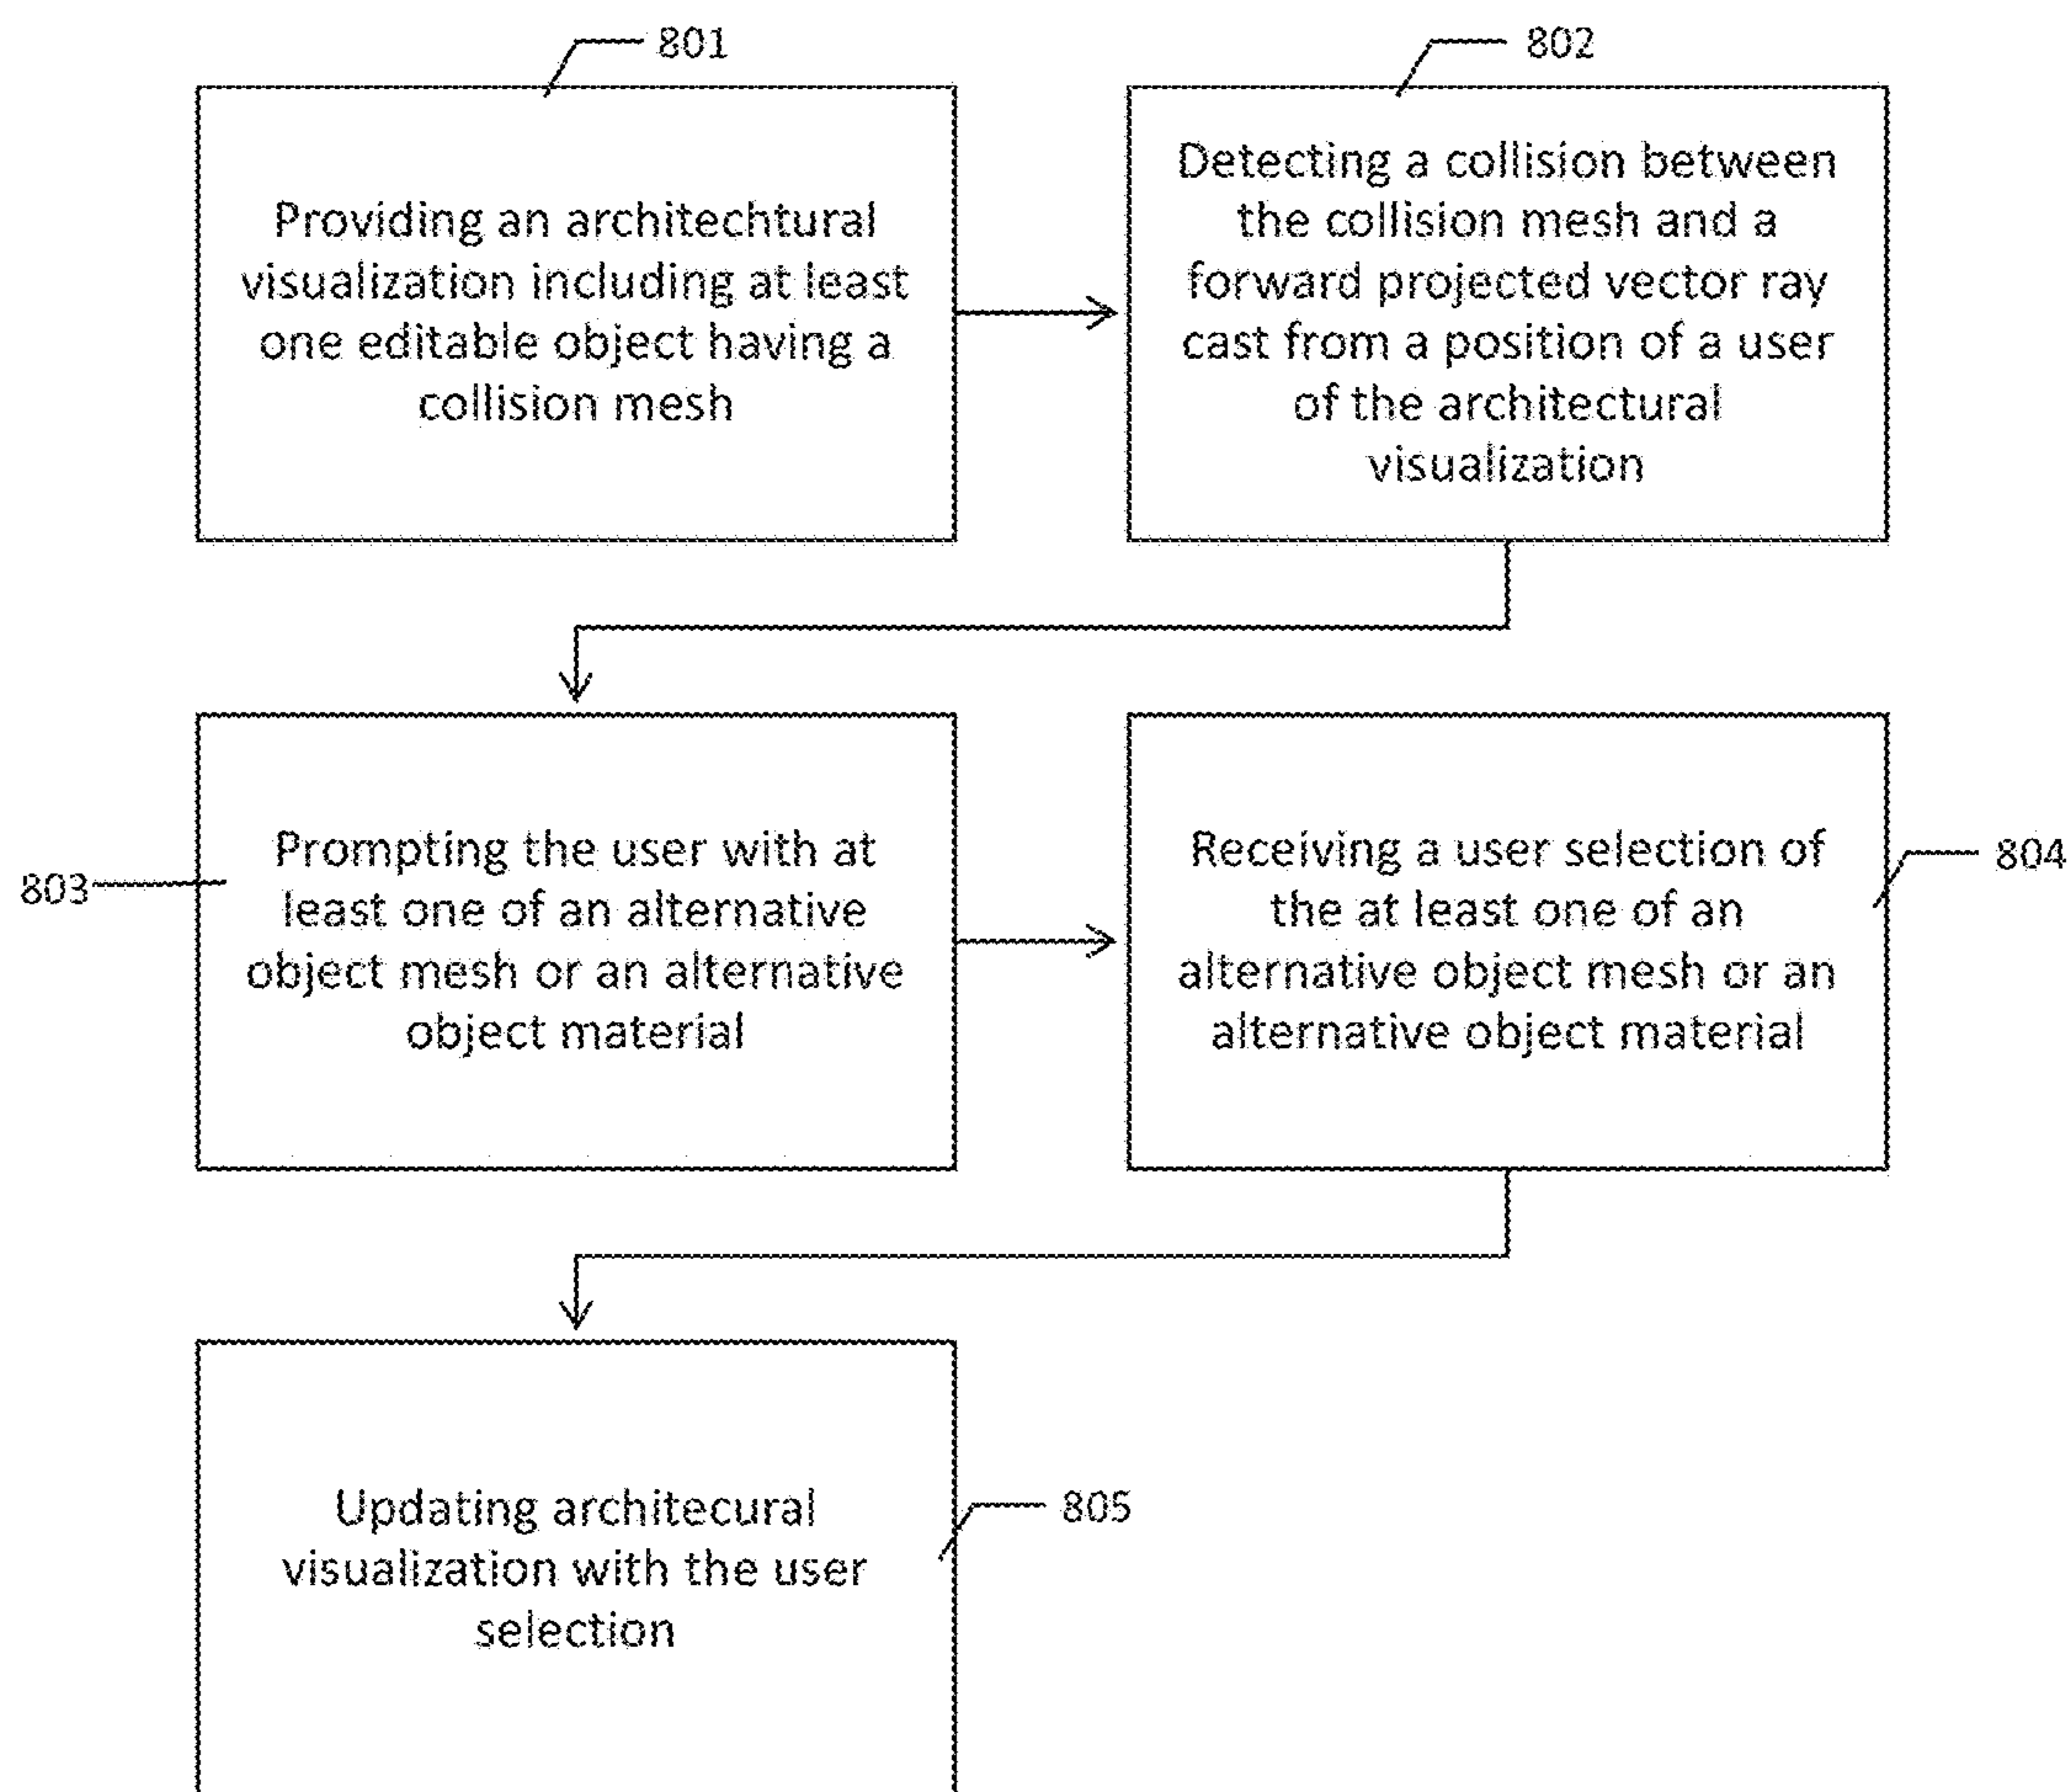 801
Providing an architechtural
visualization including at least
one editable object having a
collision mesh
802
Detecting a collision between
the collision mesh and a
forward projected vector ray
cast from a position of a user
of the architectural
visualization
803
Prompting the user with at
least one of an alternative
object mesh or an alternative
object material
804
Receiving a user selection of
the at least one of an
alternative object mesh or an
alternative object material
805
Updating architecural
visualization with the user
selection